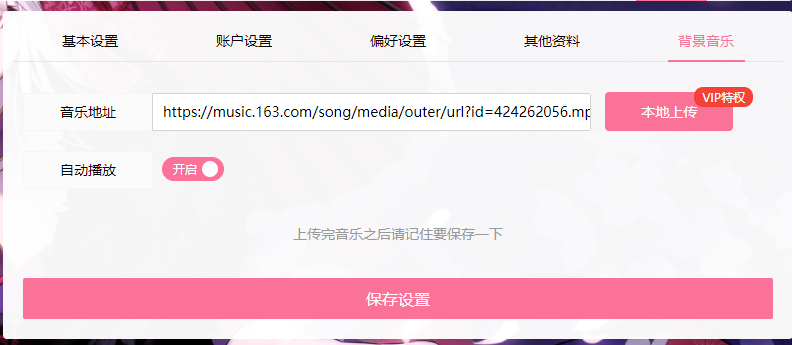 基本设置 账户设置 偏好设置 其他资料 背景音乐
VIP特权
音乐地址 https://music.163.com/song/media/outer/url?id=424262056.mp 本地上传
自动播放 开启
上传完音乐之后请记住要保存一下
保存设置